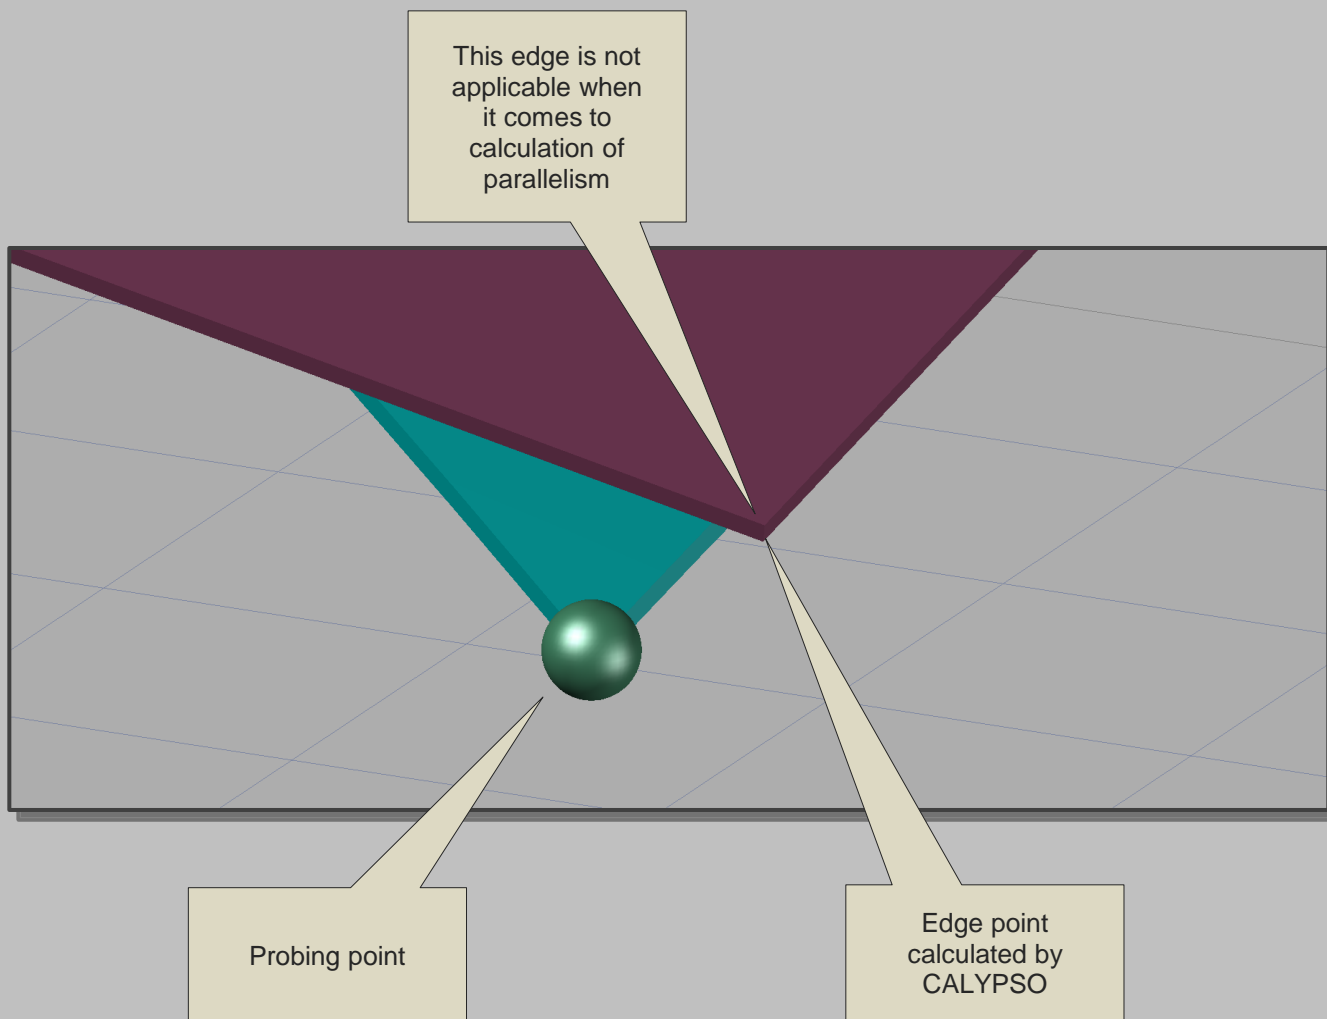 This edge is not
applicable when
it comes to
calculation of
parallelism
Probing point
Edge point
calculated by
CALYPSO